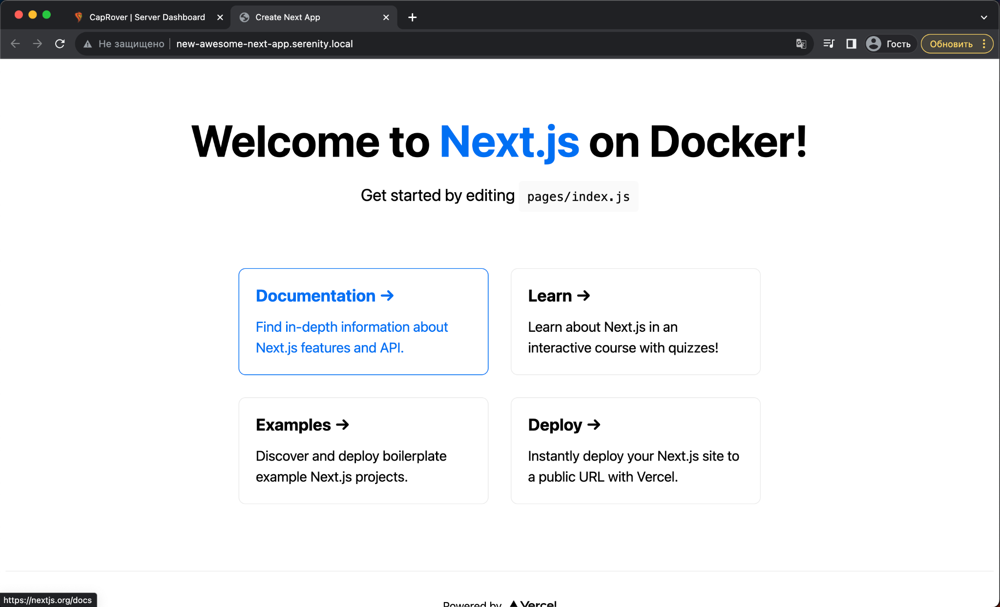 CapRover | Server Dashboard
Create Next App
Не защищено
new-awesome-next-app.serenity.local
Гость
Обновить
Welcome to Next.js on Docker!
Get started by editing pages/index.js
Documentation →
Find in-depth information about
Next.js features and API.
Learn →
Learn about Next.js in an
interactive course with quizzes!
Examples →
Discover and deploy boilerplate
example Next.js projects.
Deploy →
Instantly deploy your Next.js site to
a public URL with Vercel.
https://nextjs.org/docs
Powered by ▲Vercel